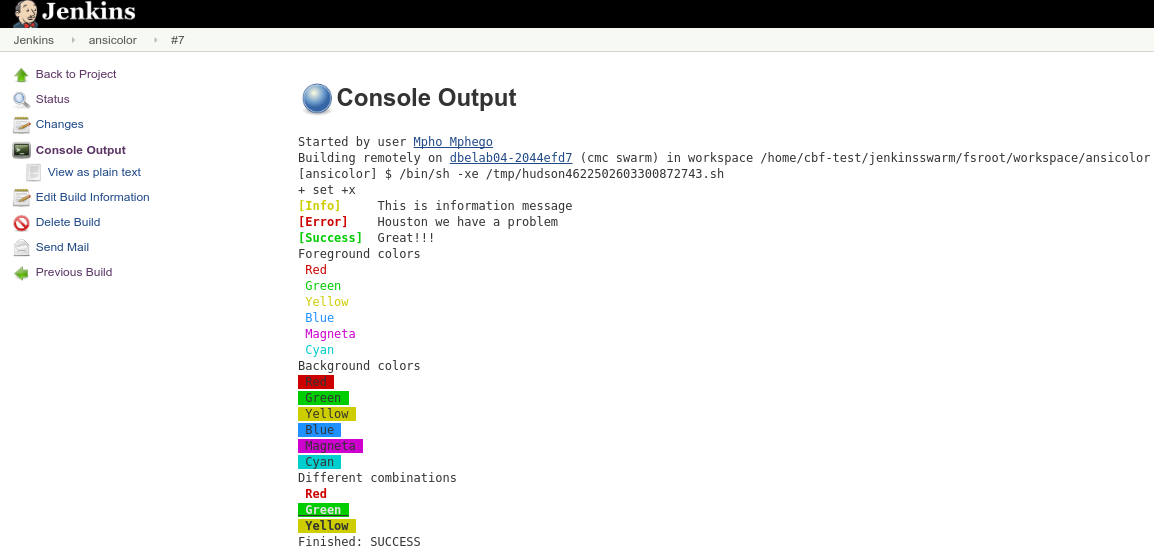 Jenkins
Jenkins ansicolor #7
Back to Project
Status
Changes
Console Output
View as plain text
Edit Build Information
Delete Build
Send Mail
Previous Build
Console Output
Started by user Mpho Mphego
Building remotely on dbelab04-2044efd7 (cmc swarm) in workspace /home/cbf-test/jenkinsswarm/fsroot/workspace/ansicolor
[ansicolor] $ /bin/sh -xe /tmp/hudson4622502603300872743.sh
+ set +x
[Info] This is information message
[Error] Houston we have a problem
[Success] Great!!!
Foreground colors
Red
Green
Yellow
Blue
Magneta
Cyan
Background colors
Red
Green
Yellow
Blue
Magneta
Cyan
Different combinations
Red
Green
Yellow
Finished: SUCCESS